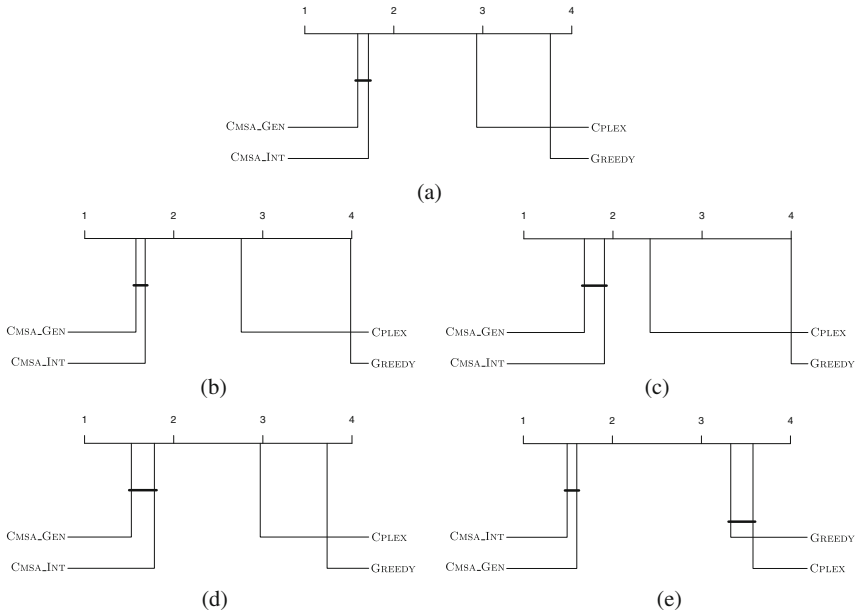 1 2 3 4
CMSA_GEN CPLEX
CMSA_INT GREEDY
(a)
1 2 3 4
CMSA_GEN CPLEX
CMSA_INT GREEDY
(b)
1 2 3 4
CMSA_GEN CPLEX
CMSA_INT GREEDY
(c)
1 2 3 4
CMSA_GEN CPLEX
CMSA_INT GREEDY
(d)
1 2 3 4
CMSA_INT GREEDY
CMSA_GEN CPLEX
(e)